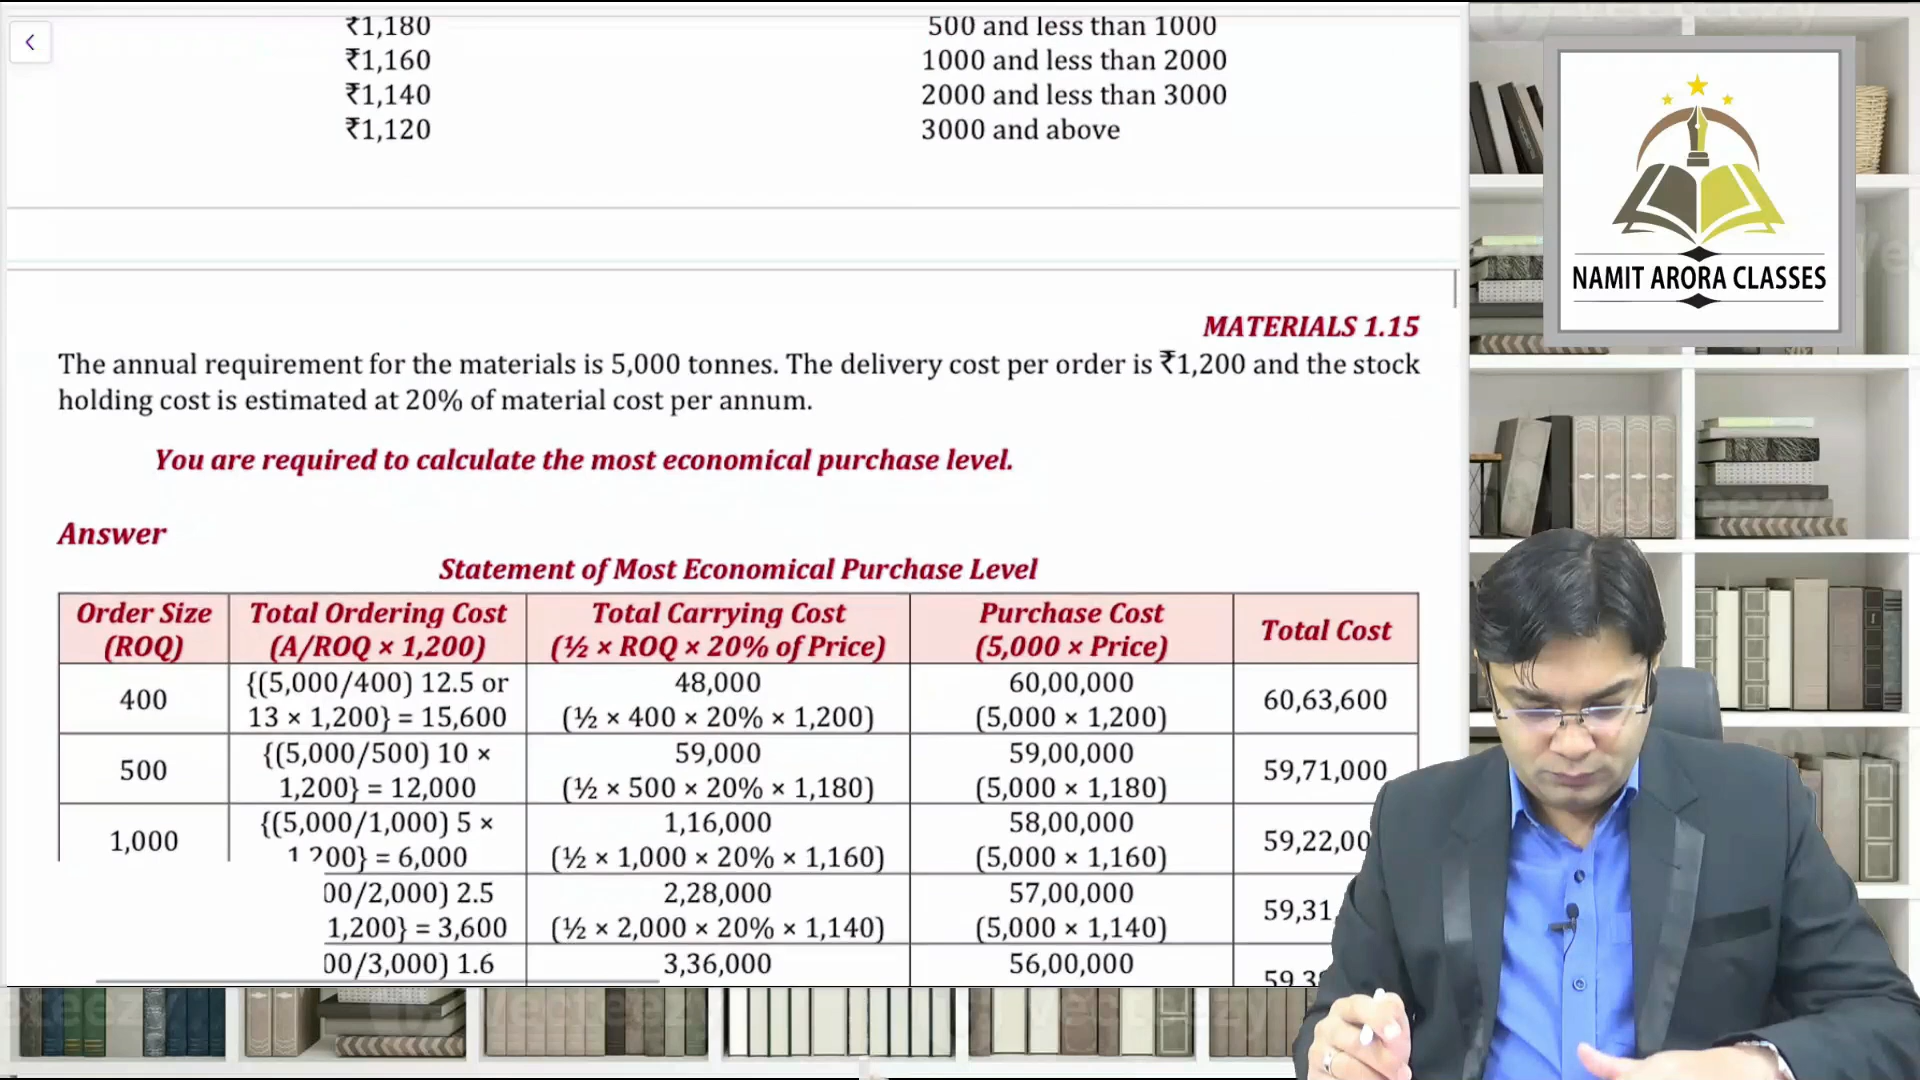 ₹1,180 500 and less than 1000
₹1,160 1000 and less than 2000
₹1,140 2000 and less than 3000
₹1,120 3000 and above
NAMIT ARORA CLASSES
MATERIALS 1.15
The annual requirement for the materials is 5,000 tonnes. The delivery cost per order is ₹1,200 and the stock
holding cost is estimated at 20% of material cost per annum.
You are required to calculate the most economical purchase level.
Answer
Statement of Most Economical Purchase Level
Order Size (ROQ) Total Ordering Cost (A/ROQ × 1,200) Total Carrying Cost (½ × ROQ × 20% of Price) Purchase Cost (5,000 × Price) Total Cost
400 {(5,000/400) 12.5 or 13 × 1,200} = 15,600 48,000 (½ × 400 × 20% × 1,200) 60,00,000 (5,000 × 1,200) 60,63,600
500 {(5,000/500) 10 × 1,200} = 12,000 59,000 (½ × 500 × 20% × 1,180) 59,00,000 (5,000 × 1,180) 59,71,000
1,000 {(5,000/1,000) 5 × 1,200} = 6,000 1,16,000 (½ × 1,000 × 20% × 1,160) 58,00,000 (5,000 × 1,160) 59,22,00
00/2,000) 2.5 1,200} = 3,600 2,28,000 (½ × 2,000 × 20% × 1,140) 57,00,000 (5,000 × 1,140) 59,31,
00/3,000) 1.6 3,36,000 56,00,000 59,3